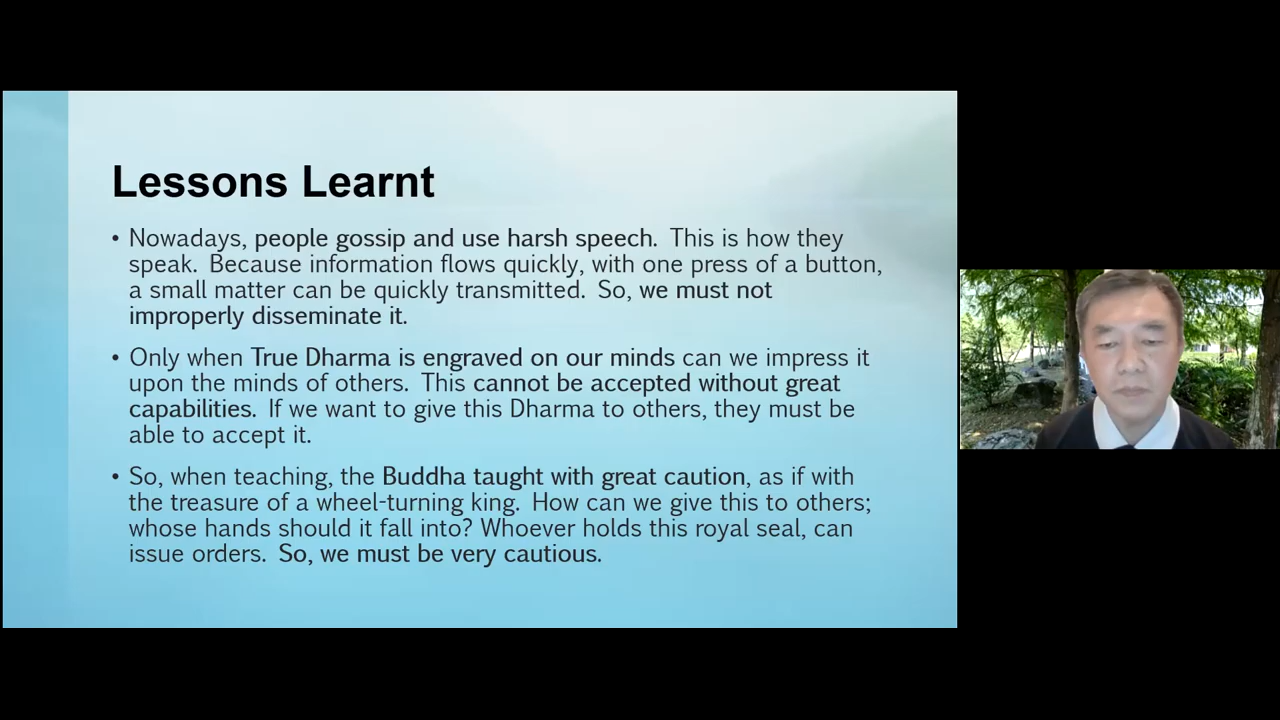 Lessons Learnt
• Nowadays, people gossip and use harsh speech. This is how they
speak. Because information flows quickly, with one press of a button,
a small matter can be quickly transmitted. So, we must not
improperly disseminate it.
• Only when True Dharma is engraved on our minds can we impress it
upon the minds of others. This cannot be accepted without great
capabilities. If we want to give this Dharma to others, they must be
able to accept it.
• So, when teaching, the Buddha taught with great caution, as if with
the treasure of a wheel-turning king. How can we give this to others;
whose hands should it fall into? Whoever holds this royal seal, can
issue orders. So, we must be very cautious.